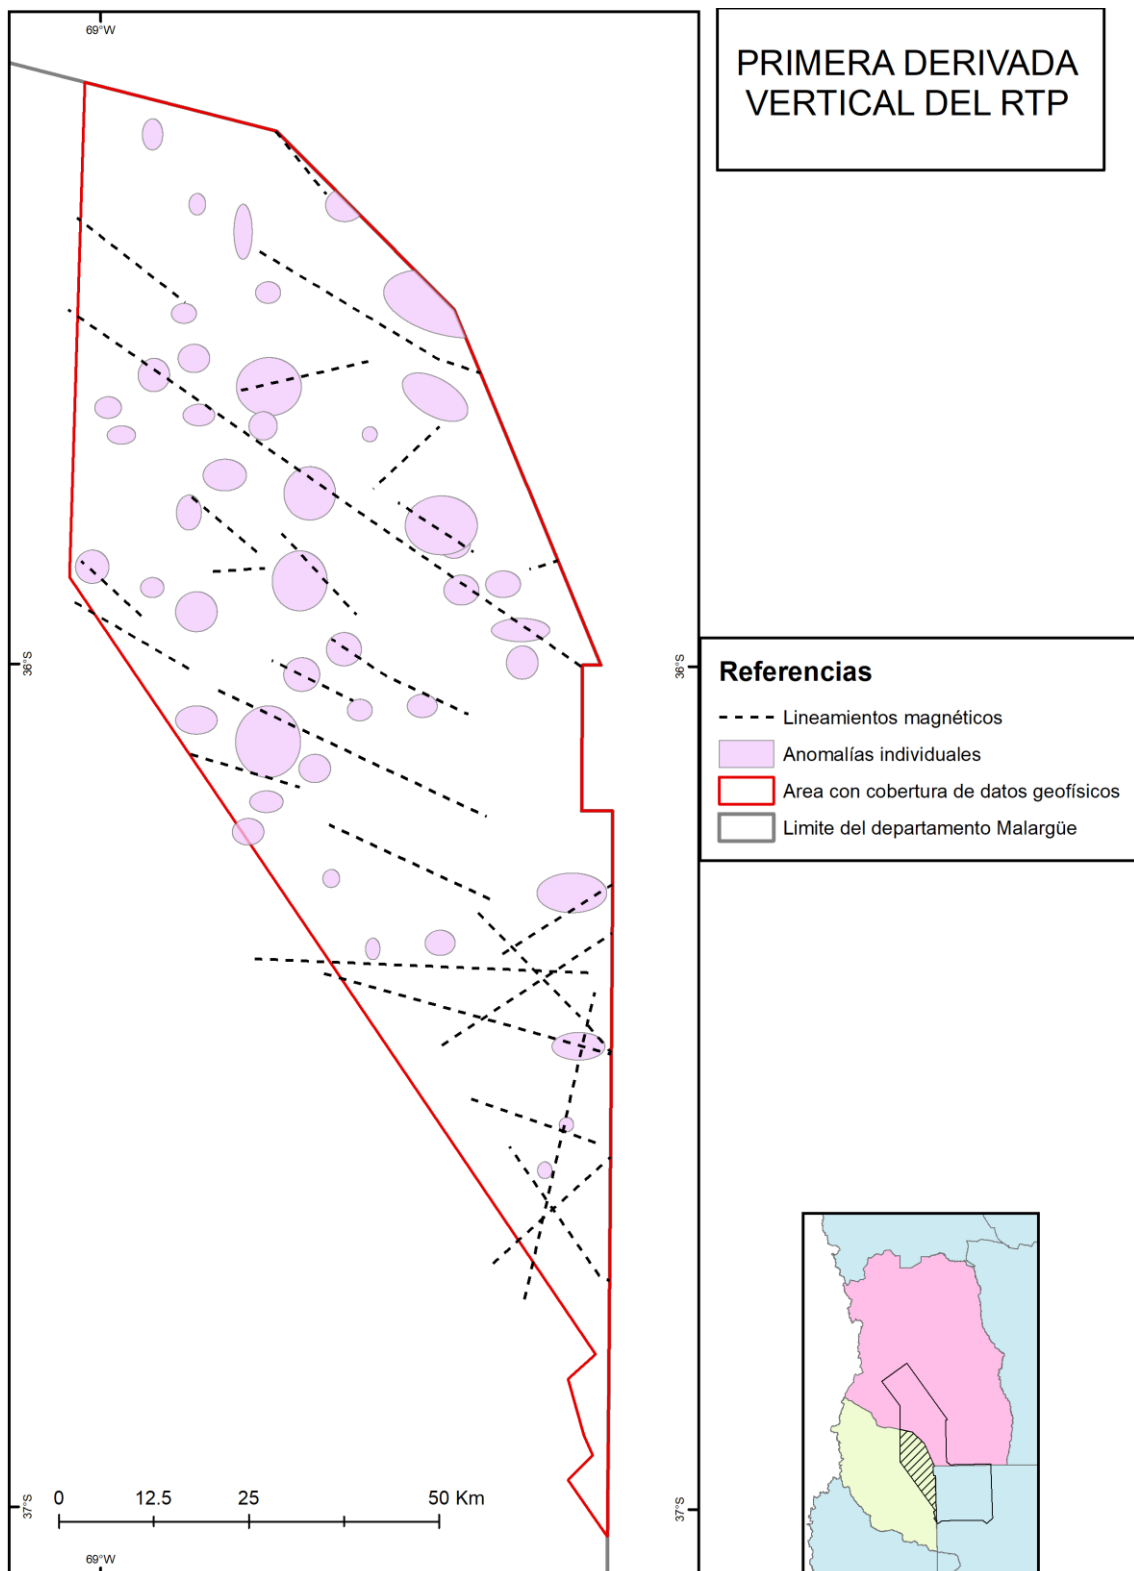 69°W
PRIMERA DERIVADA
VERTICAL DEL RTP
36°S
36°S
Referencias
Lineamientos magnéticos
Anomalías individuales
Area con cobertura de datos geofísicos
Limite del departamento Malargüe
0 12.5 25 50 Km
37°S
37°S
69°W